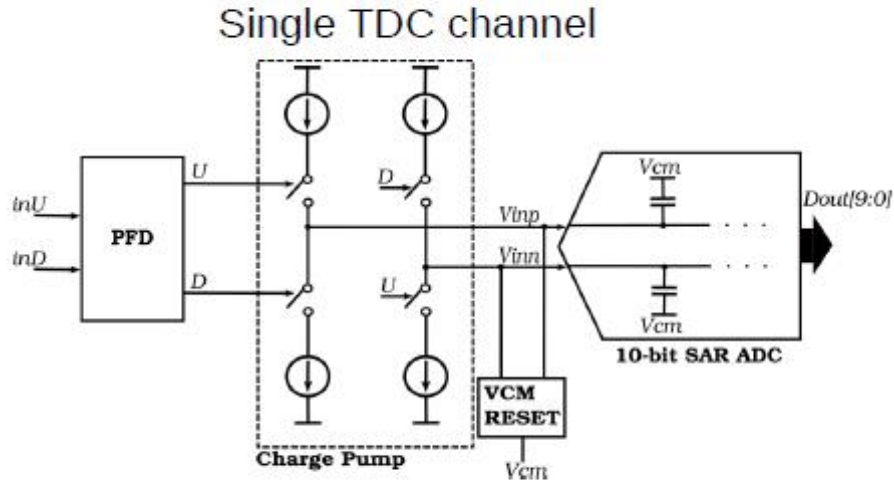 Single TDC channel
U
D
Vcm
Dout[9:0]
inU
Vinp
PFD
inD
Vinn
D
U
Vcm
10-bit SAR ADC
VCM
RESET
Charge Pump
Vcm